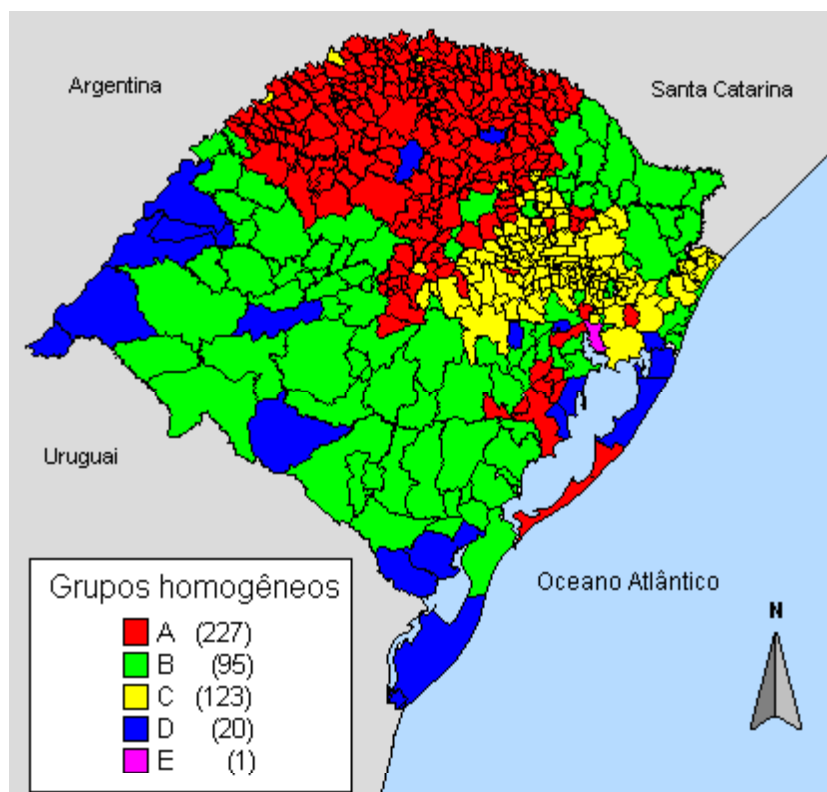 Argentina
Santa Catarina
Uruguai
Oceano Atlântico
N
Grupos homogêneos
A (227)
B (95)
C (123)
D (20)
E (1)